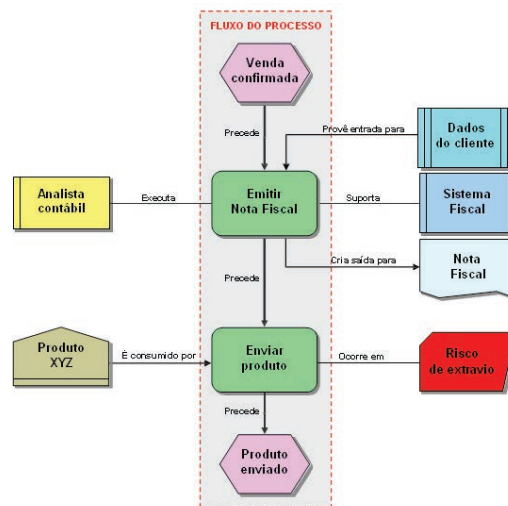 FLUXO DO PROCESSO
Venda
confirmada
Precede
Provê entrada para
Dados
do cliente
Analista
contábil
Executa
Emitir
Nota Fiscal
Suporta
Sistema
Fiscal
Cria saída para
Nota
Fiscal
Precede
Produto
XYZ
É consumido por
Enviar
produto
Ocorre em
Risco
de extravio
Precede
Produto
enviado